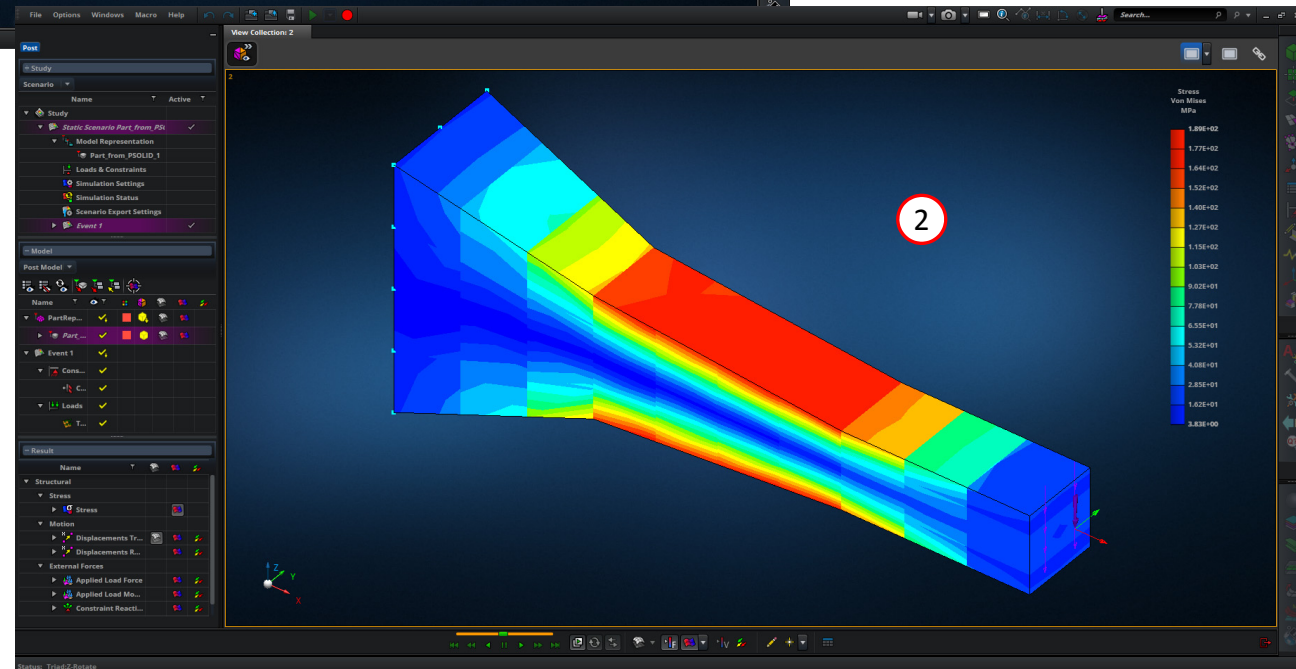 File Options Windows Macro Help
Search...
View Collection: 2
Post
Study
Scenario
Name Active
Study
Static Scenario Part_from_PS
Model Representation
Part_from_PSOLID_1
Loads & Constraints
Simulation Settings
Simulation Status
Scenario Export Settings
Event 1
Model
Post Model
Name
PartRep...
Part_...
Event 1
Cons...
C...
Loads
T...
Result
Name
Structural
Stress
Stress
Motion
Displacements Tr...
Displacements R...
External Forces
Applied Load Force
Applied Load Mo...
Constraint Reacti...
2
2
Stress
Von Mises
MPa
1.89E+02
1.77E+02
1.64E+02
1.52E+02
1.40E+02
1.27E+02
1.15E+02
1.03E+02
9.02E+01
7.78E+01
6.55E+01
5.32E+01
4.08E+01
2.85E+01
1.62E+01
3.83E+00
Z
Y
X
Status: Triad:Z-Rotate